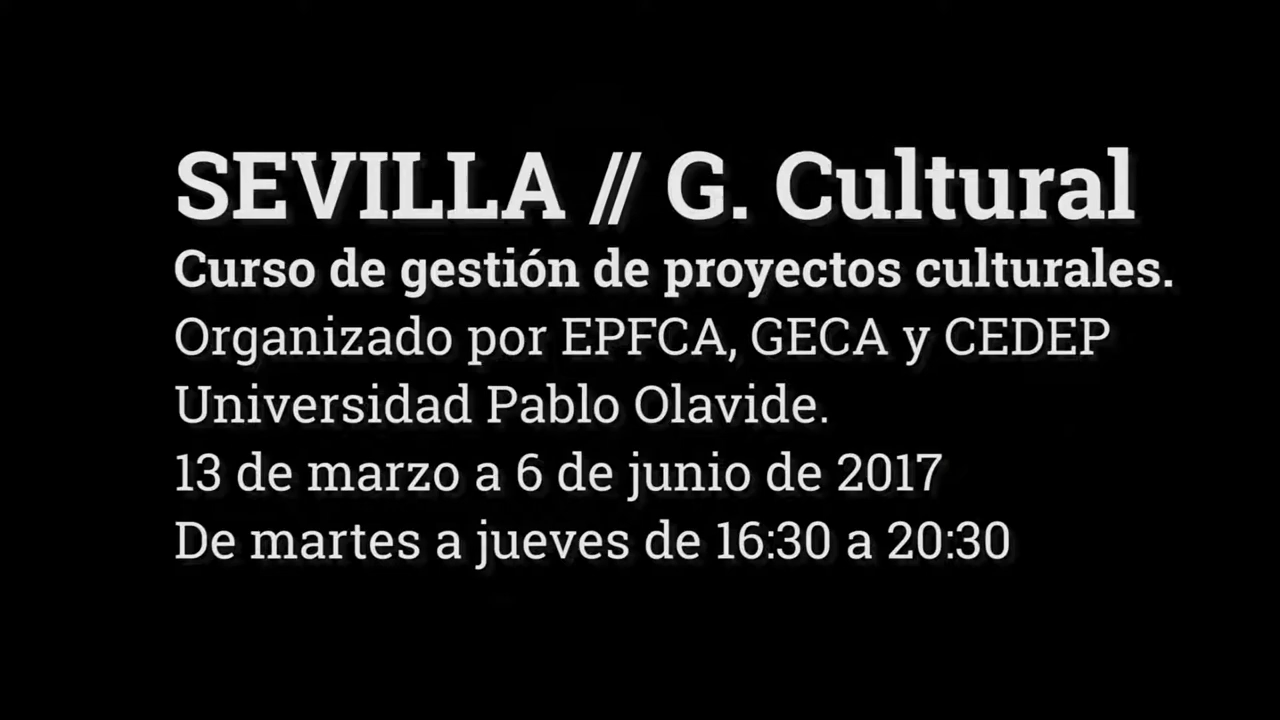 SEVILLA // G. Cultural
Curso de gestión de proyectos culturales.
Organizado por EPFCA, GECA y CEDEP
Universidad Pablo Olavide.
13 de marzo a 6 de junio de 2017
De martes a jueves de 16:30 a 20:30